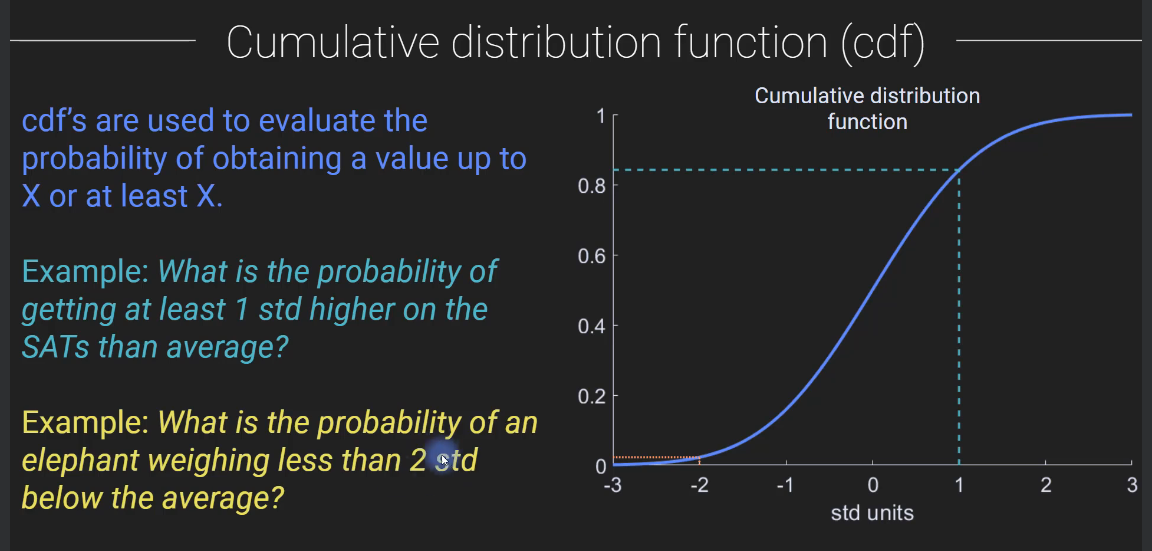 Cumulative distribution function (cdf)
cdf's are used to evaluate the
probability of obtaining a value up to
X or at least X.
Example: What is the probability of
getting at least 1 std higher on the
SATs than average?
Example: What is the probability of an
elephant weighing less than 2 std
below the average?
Cumulative distribution
function
1
0.8
0.6
0.4
0.2
0
-3 -2 -1 0 1 2 3
std units